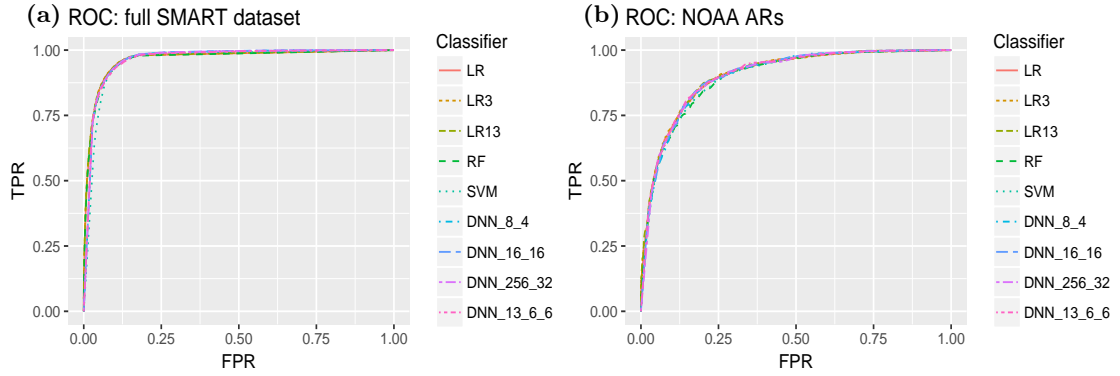 (a) ROC: full SMART dataset
1.00
0.75
0.50
0.25
0.00
TPR
0.00 0.25 0.50 0.75 1.00
FPR
Classifier
LR
LR3
LR13
RF
SVM
DNN_8_4
DNN_16_16
DNN_256_32
DNN_13_6_6
(b) ROC: NOAA ARs
1.00
0.75
0.50
0.25
0.00
TPR
0.00 0.25 0.50 0.75 1.00
FPR
Classifier
LR
LR3
LR13
RF
SVM
DNN_8_4
DNN_16_16
DNN_256_32
DNN_13_6_6